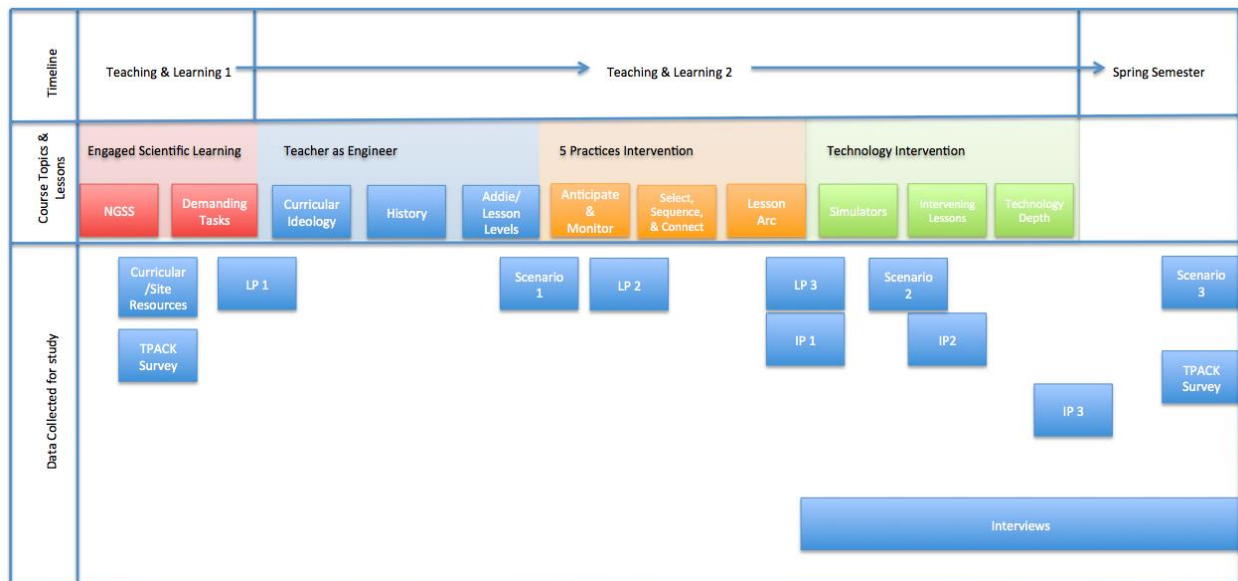 Timeline
Teaching & Learning 1
Teaching & Learning 2
Spring Semester
Course Topics &
Lessons
Engaged Scientific Learning
Teacher as Engineer
5 Practices Intervention
Technology Intervention
NGSS
Demanding
Tasks
Curricular
Ideology
History
Addie/
Lesson
Levels
Anticipate
&
Monitor
Select,
Sequence,
& Connect
Lesson
Arc
Simulators
Intervening
Lessons
Technology
Depth
Data Collected for study
Curricular
/Site
Resources
LP 1
Scenario
1
LP 2
LP 3
Scenario
2
Scenario
3
TPACK
Survey
IP 1
IP2
TPACK
Survey
IP 3
Interviews